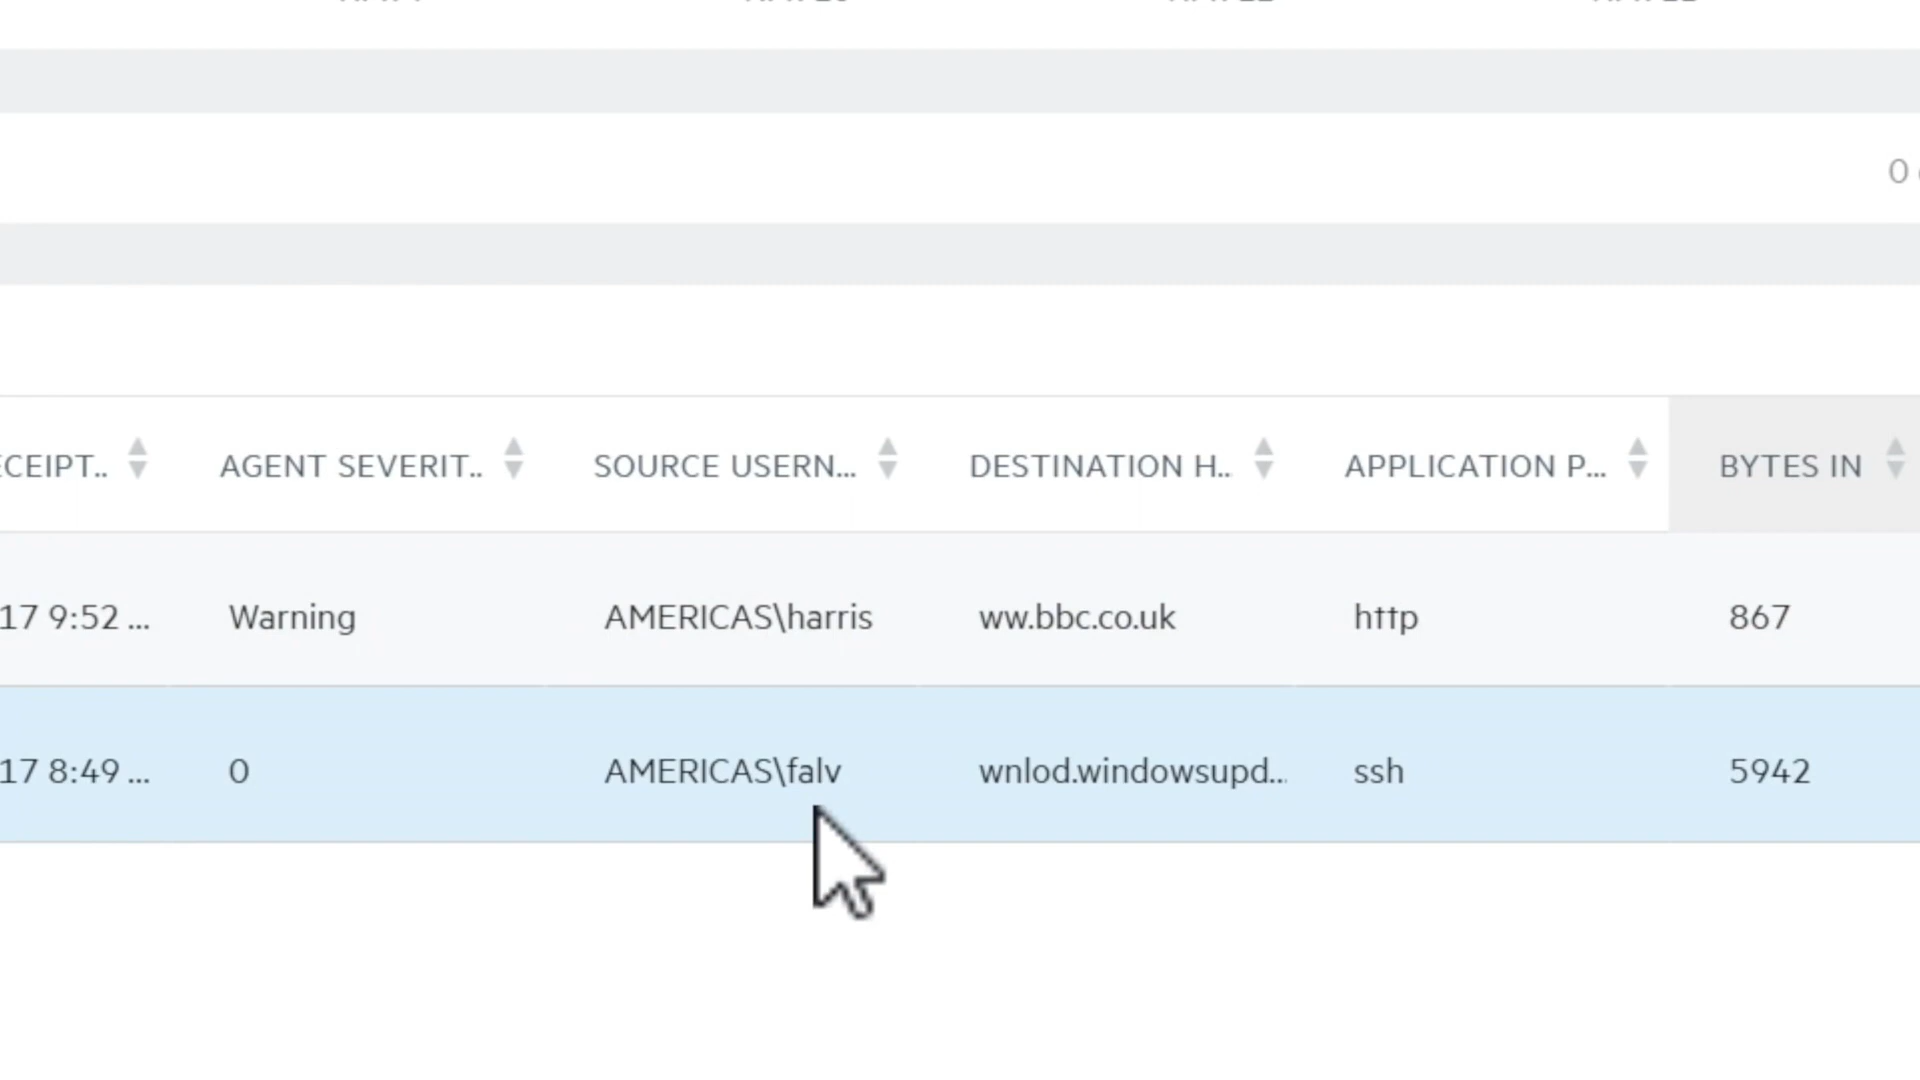 0
CEIPT.. AGENT SEVERIT.. SOURCE USERN... DESTINATION H.. APPLICATION P... BYTES IN
17 9:52 ... Warning AMERICAS\harris ww.bbc.co.uk http 867
17 8:49 ... 0 AMERICAS\falv wnlod.windowsupd... ssh 5942